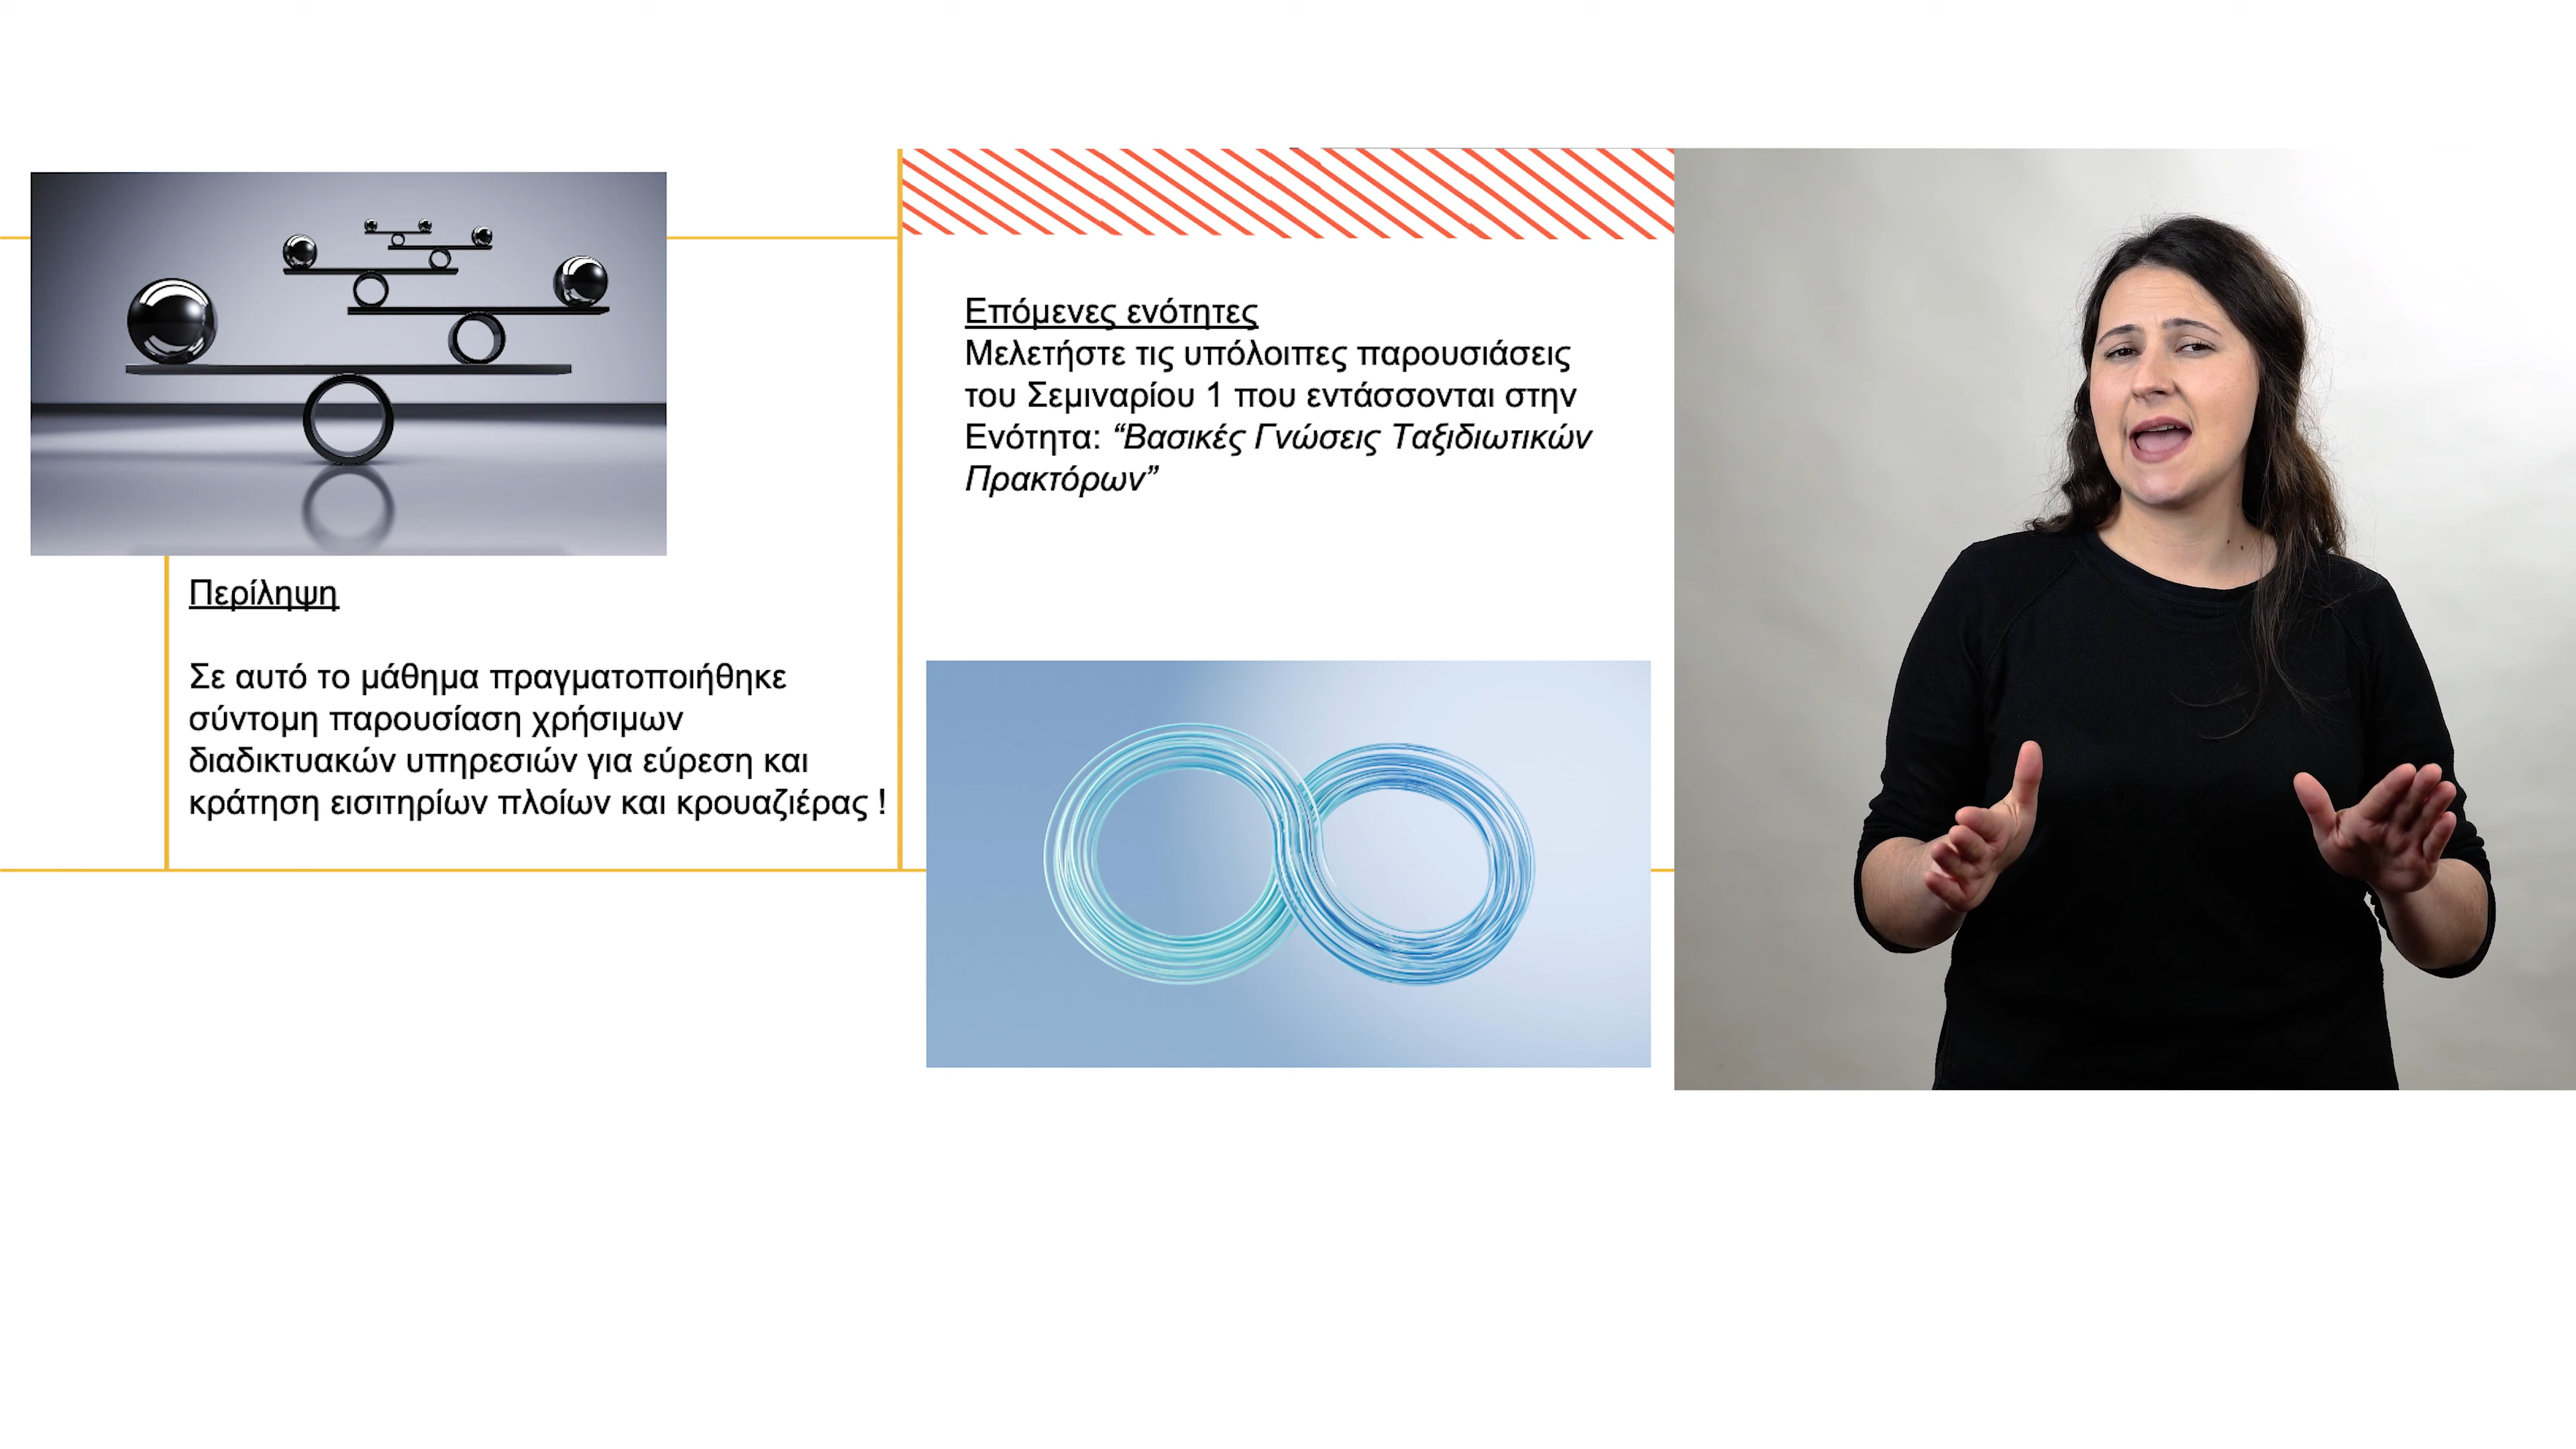 Περίληψη
Σε αυτό το μάθημα πραγματοποιήθηκε
σύντομη παρουσίαση χρήσιμων
διαδικτυακών υπηρεσιών για εύρεση και
κράτηση εισιτηρίων πλοίων και κρουαζιέρας !
Επόμενες ενότητες
Μελετήστε τις υπόλοιπες παρουσιάσεις
του Σεμιναρίου 1 που εντάσσονται στην
Ενότητα: “Βασικές Γνώσεις Ταξιδιωτικών
Πρακτόρων”